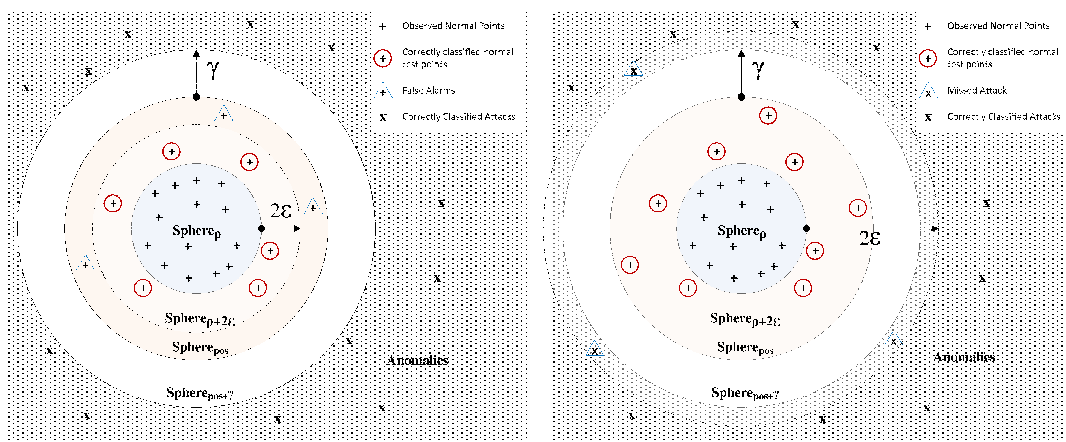 Observed Normal Points
Correctly classified normal
test points
False Alarms
Correctly Classified Attacks
γ
2ε
Sphereρ
Sphereρ+2ε
Spherepos
Spherepos+γ
Anomalies
Observed Normal Points
Correctly classified normal
test points
Missed Attack
Correctly Classified Attacks
γ
2ε
Sphereρ
Sphereρ+2ε
Spherepos
Spherepos+γ
Anomalies